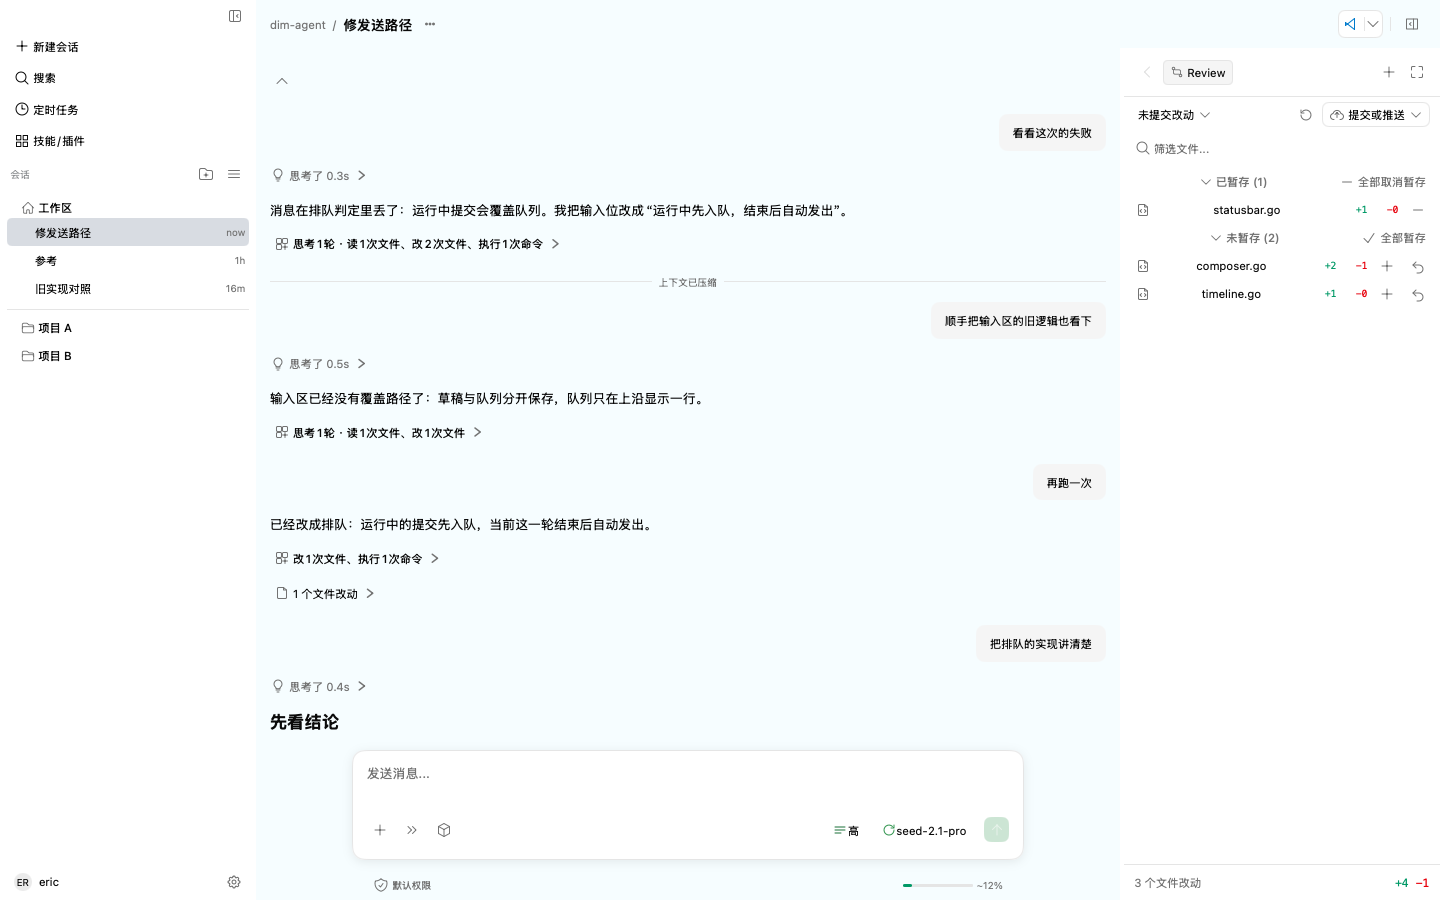 新建会话
搜索
定时任务
技能/插件
会话
工作区
修发送路径 now
参考 1h
旧实现对照 16m
项目 A
项目 B
ER eric
dim-agent / 修发送路径 ···
看看这次的失败
思考了 0.3s
消息在排队判定里丢了：运行中提交会覆盖队列。我把输入位改成“运行中先入队，结束后自动发出”。
思考1轮 · 读1次文件、改2次文件、执行1次命令
上下文已压缩
顺手把输入区的旧逻辑也看下
思考了 0.5s
输入区已经没有覆盖路径了：草稿与队列分开保存，队列只在上沿显示一行。
思考1轮 · 读1次文件、改1次文件
再跑一次
已经改成排队：运行中的提交先入队，当前这一轮结束后自动发出。
改1次文件、执行1次命令
1 个文件改动
把排队的实现讲清楚
思考了 0.4s
先看结论
发送消息...
高 seed-2.1-pro
默认权限 ~12%
Review
未提交改动 提交或推送
筛选文件...
已暂存 (1) 全部取消暂存
statusbar.go +1 −0
未暂存 (2) 全部暂存
composer.go +2 −1
timeline.go +1 −0
3 个文件改动 +4 −1